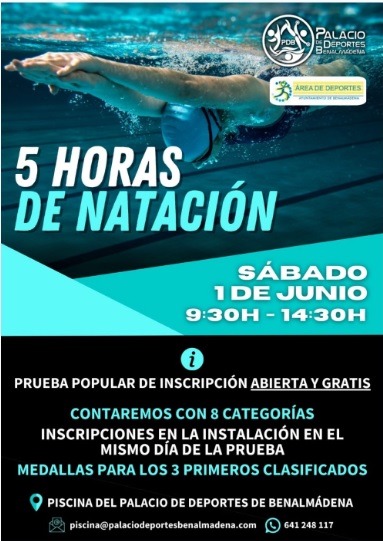 PDB
PALACIO
DE DEPORTES
BENALMÁDENA
ÁREA DE DEPORTES
AYUNTAMIENTO DE BENALMÁDENA
5 HORAS
DE NATACIÓN
SÁBADO
1 DE JUNIO
9:30H - 14:30H
i
PRUEBA POPULAR DE INSCRIPCIÓN ABIERTA Y GRATIS
CONTAREMOS CON 8 CATEGORÍAS
INSCRIPCIONES EN LA INSTALACIÓN EN EL
MISMO DÍA DE LA PRUEBA
MEDALLAS PARA LOS 3 PRIMEROS CLASIFICADOS
PISCINA DEL PALACIO DE DEPORTES DE BENALMÁDENA
piscina@palaciodeportesbenalmadena.com 641 248 117